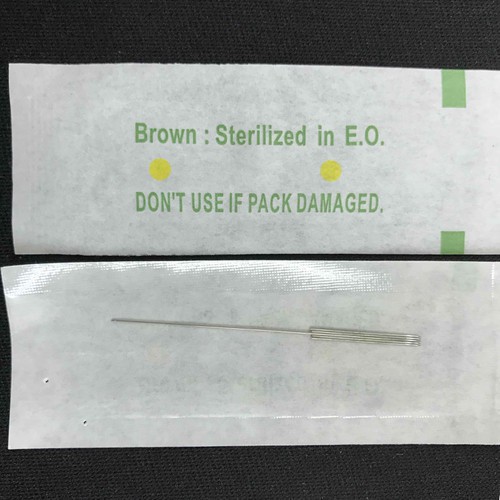 Brown : Sterilized in E.O.
DON'T USE IF PACK DAMAGED.